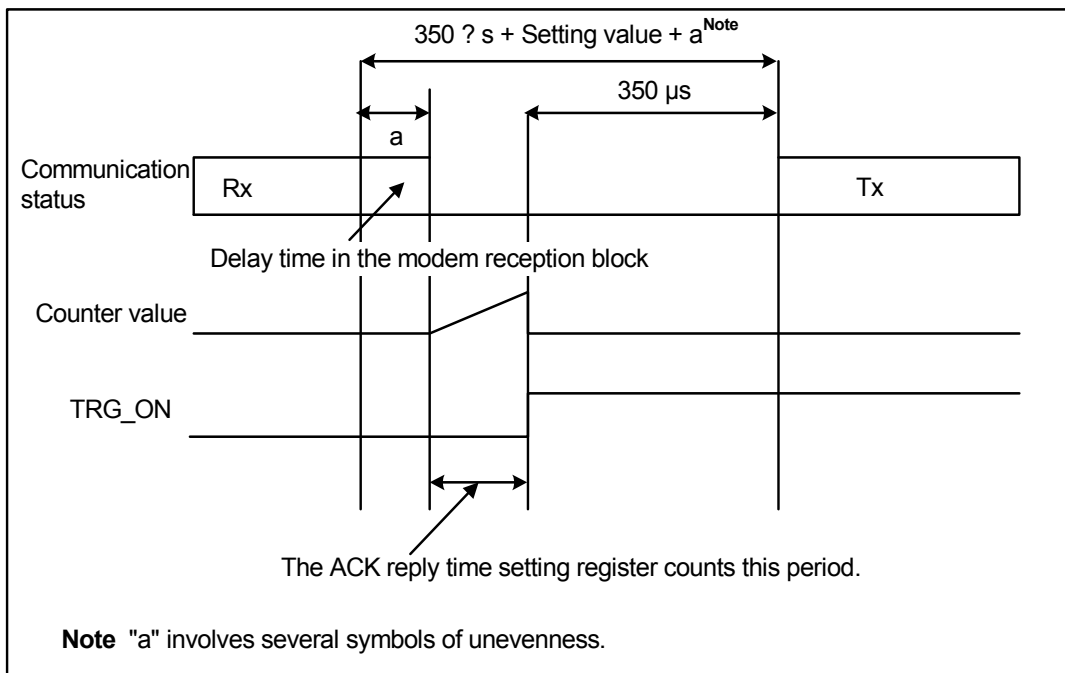 350 ? s + Setting value + a Note
350 µs
a
Communication
status
Rx
Tx
Delay time in the modem reception block
Counter value
TRG_ON
The ACK reply time setting register counts this period.
Note "a" involves several symbols of unevenness.